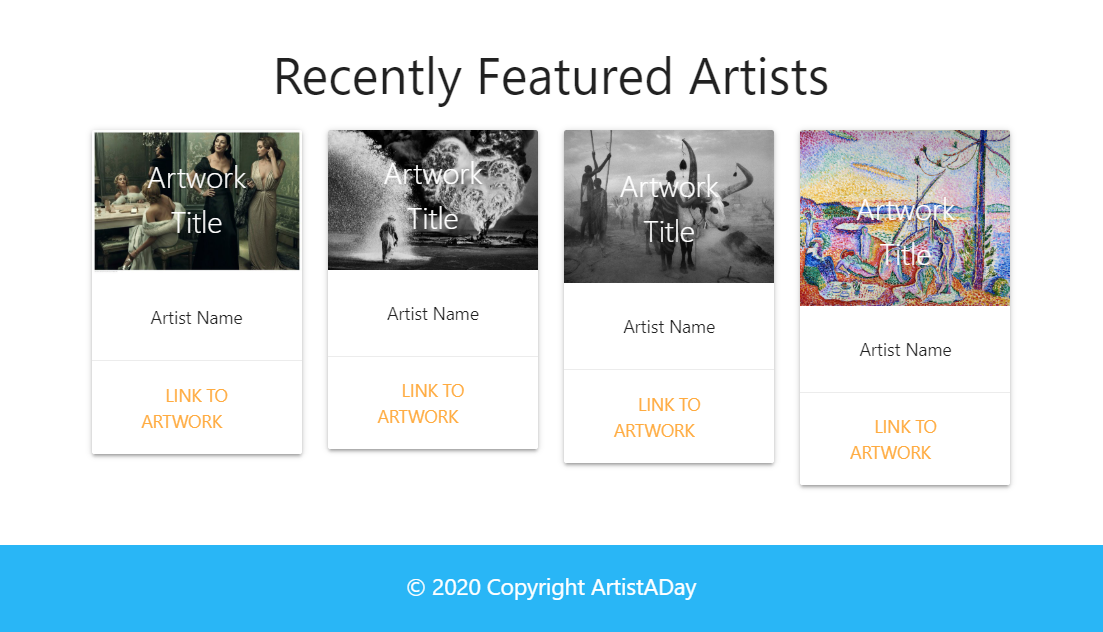 Recently Featured Artists
Artwork
Title
Artist Name
LINK TO
ARTWORK
Artwork
Title
Artist Name
LINK TO
ARTWORK
Artwork
Title
Artist Name
LINK TO
ARTWORK
Artwork
Title
Artist Name
LINK TO
ARTWORK
© 2020 Copyright ArtistADay